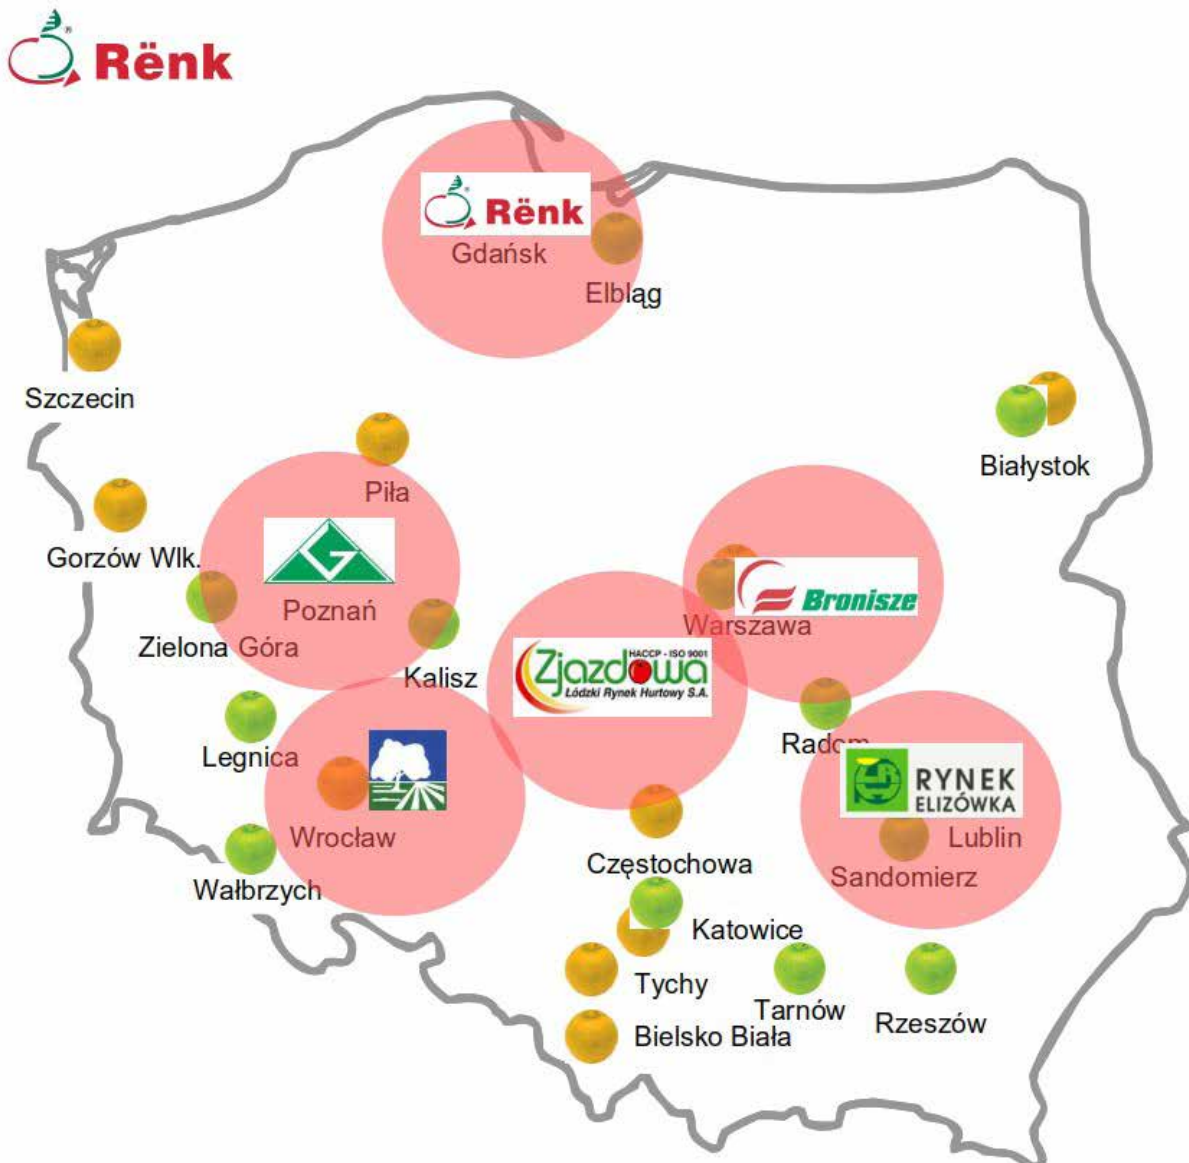 Rënk
Rënk
Gdańsk
Elbląg
Szczecin
Białystok
Piła
Gorzów Wlk.
Poznań
Bronisze
Warszawa
Zielona Góra
Kalisz
HACCP - ISO 9001
Zjazdowa
Łódzki Rynek Hurtowy S.A.
Legnica
Radom
RYNEK
ELIZÓWKA
Wrocław
Lublin
Częstochowa
Sandomierz
Wałbrzych
Katowice
Tychy
Tarnów
Rzeszów
Bielsko Biała